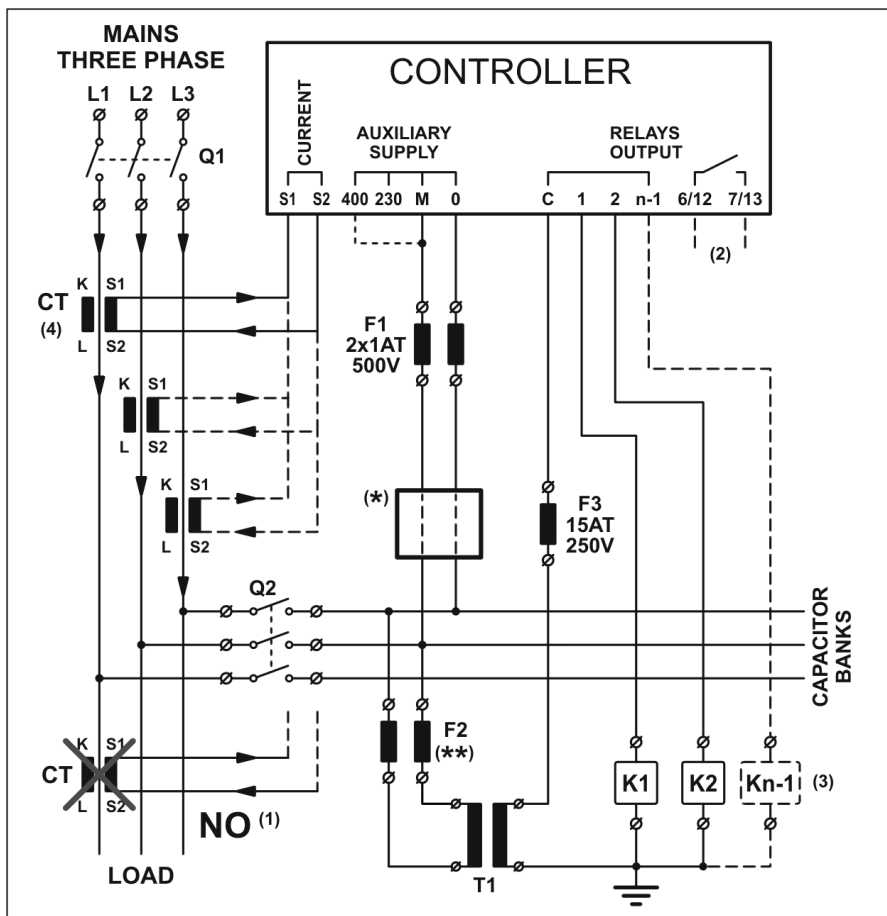 MAINS
THREE PHASE
L1 L2 L3
Q1
CONTROLLER
CURRENT
AUXILIARY
SUPPLY
RELAYS
OUTPUT
S1 S2 400 230 M 0 C 1 2 n-1 6/12 7/13
(2)
K S1
CT
(4)
L S2
F1
2x1AT
500V
K S1
L S2
K S1
L S2
(*)
F3
15AT
250V
Q2
CAPACITOR
BANKS
K S1
CT
L S2
NO (1)
F2
(**)
K1 K2 Kn-1 (3)
LOAD
T1